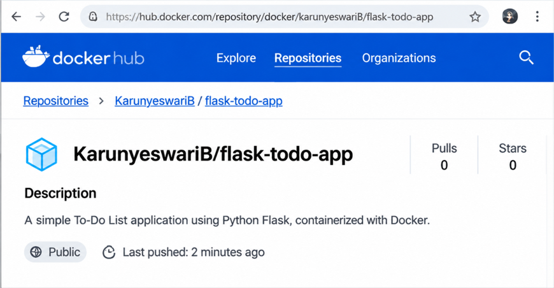 https://hub.docker.com/repository/docker/karunyeswariB/flask-todo-app
dockerhub Explore Repositories Organizations
Repositories > KarunyeswariB / flask-todo-app
KarunyeswariB/flask-todo-app
Pulls Stars
0 0
Description
A simple To-Do List application using Python Flask, containerized with Docker.
Public Last pushed: 2 minutes ago